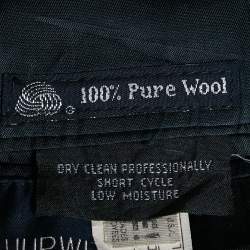 100% Pure Wool
DRY CLEAN PROFESSIONALLY
SHORT CYCLE
LOW MOISTURE